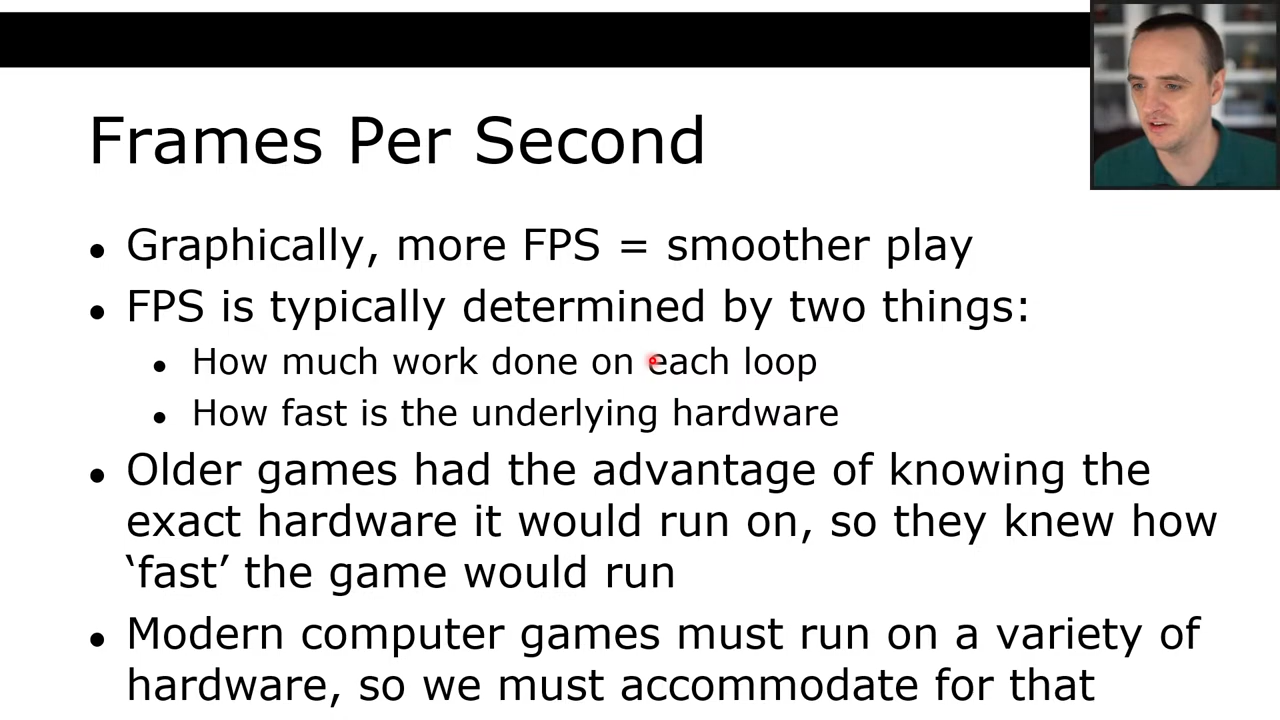 Frames Per Second
• Graphically, more FPS = smoother play
• FPS is typically determined by two things:
• How much work done on each loop
• How fast is the underlying hardware
• Older games had the advantage of knowing the
exact hardware it would run on, so they knew how
‘fast’ the game would run
• Modern computer games must run on a variety of
hardware, so we must accommodate for that